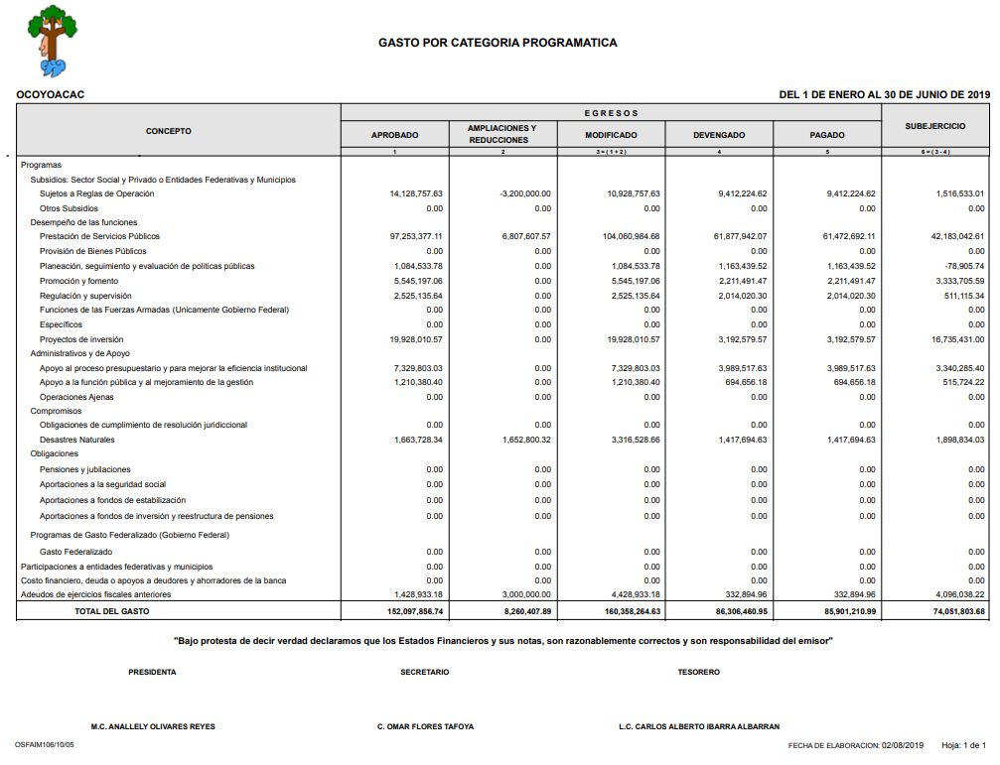 GASTO POR CATEGORIA PROGRAMATICA
OCOYOACAC DEL 1 DE ENERO AL 30 DE JUNIO DE 2019
CONCEPTO E G R E S O S SUBEJERCICIO
APROBADO AMPLIACIONES Y REDUCCIONES MODIFICADO DEVENGADO PAGADO
1 2 3 = ( 1 + 2 ) 4 5 6 = ( 3 - 4 )
Programas
Subsidios: Sector Social y Privado o Entidades Federativas y Municipios
Sujetos a Reglas de Operación 14,128,757.63 -3,200,000.00 10,928,757.63 9,412,224.62 9,412,224.62 1,516,533.01
Otros Subsidios 0.00 0.00 0.00 0.00 0.00 0.00
Desempeño de las funciones
Prestación de Servicios Públicos 97,253,377.11 6,807,607.57 104,060,984.68 61,877,942.07 61,472,692.11 42,183,042.61
Provisión de Bienes Públicos 0.00 0.00 0.00 0.00 0.00 0.00
Planeación, seguimiento y evaluación de politicas públicas 1,084,533.78 0.00 1,084,533.78 1,163,439.52 1,163,439.52 -78,905.74
Promoción y fomento 5,545,197.06 0.00 5,545,197.06 2,211,491.47 2,211,491.47 3,333,705.59
Regulación y supervisión 2,525,135.64 0.00 2,525,135.64 2,014,020.30 2,014,020.30 511,115.34
Funciones de las Fuerzas Armadas (Unicamente Gobierno Federal) 0.00 0.00 0.00 0.00 0.00 0.00
Específicos 0.00 0.00 0.00 0.00 0.00 0.00
Proyectos de inversión 19,928,010.57 0.00 19,928,010.57 3,192,579.57 3,192,579.57 16,735,431.00
Administrativos y de Apoyo
Apoyo al proceso presupuestario y para mejorar la eficiencia institucional 7,329,803.03 0.00 7,329,803.03 3,989,517.63 3,989,517.63 3,340,285.40
Apoyo a la función pública y al mejoramiento de la gestión 1,210,380.40 0.00 1,210,380.40 694,656.18 694,656.18 515,724.22
Operaciones Ajenas 0.00 0.00 0.00 0.00 0.00 0.00
Compromisos
Obligaciones de cumplimiento de resolución juridiccional 0.00 0.00 0.00 0.00 0.00 0.00
Desastres Naturales 1,663,728.34 1,652,800.32 3,316,528.66 1,417,694.63 1,417,694.63 1,898,834.03
Obligaciones
Pensiones y jubilaciones 0.00 0.00 0.00 0.00 0.00 0.00
Aportaciones a la seguridad social 0.00 0.00 0.00 0.00 0.00 0.00
Aportaciones a fondos de estabilización 0.00 0.00 0.00 0.00 0.00 0.00
Aportaciones a fondos de inversión y reestructura de pensiones 0.00 0.00 0.00 0.00 0.00 0.00
Programas de Gasto Federalizado (Gobierno Federal)
Gasto Federalizado 0.00 0.00 0.00 0.00 0.00 0.00
Participaciones a entidades federativas y municipios 0.00 0.00 0.00 0.00 0.00 0.00
Costo financiero, deuda o apoyos a deudores y ahorradores de la banca 0.00 0.00 0.00 0.00 0.00 0.00
Adeudos de ejercicios fiscales anteriores 1,428,933.18 3,000,000.00 4,428,933.18 332,894.96 332,894.96 4,096,038.22
TOTAL DEL GASTO 152,097,856.74 8,260,407.89 160,358,264.63 86,306,460.95 85,901,210.99 74,051,803.68
"Bajo protesta de decir verdad declaramos que los Estados Financieros y sus notas, son razonablemente correctos y son responsabilidad del emisor"
PRESIDENTA SECRETARIO TESORERO
M.C. ANALLELY OLIVARES REYES C. OMAR FLORES TAFOYA L.C. CARLOS ALBERTO IBARRA ALBARRAN
OSFAIM106/10/05 FECHA DE ELABORACION: 02/08/2019 Hoja: 1 de 1